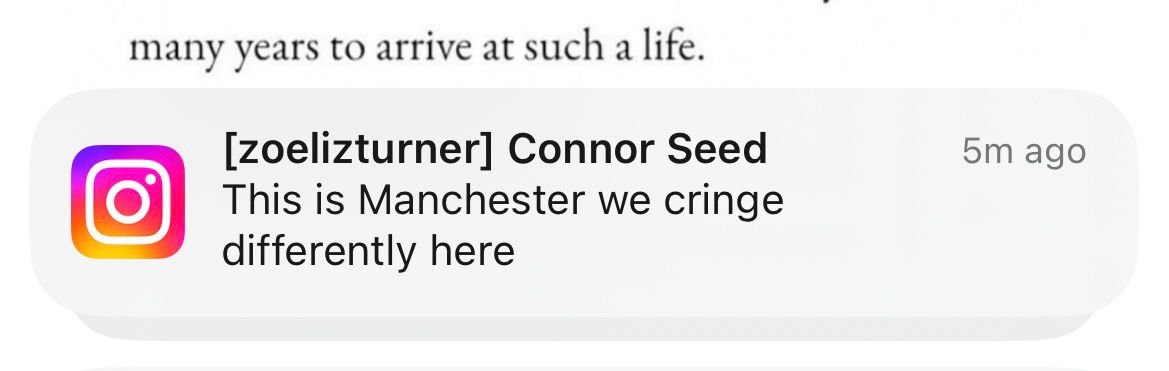 many years to arrive at such a life.
[zoelizturner] Connor Seed
5m ago
This is Manchester we cringe
differently here